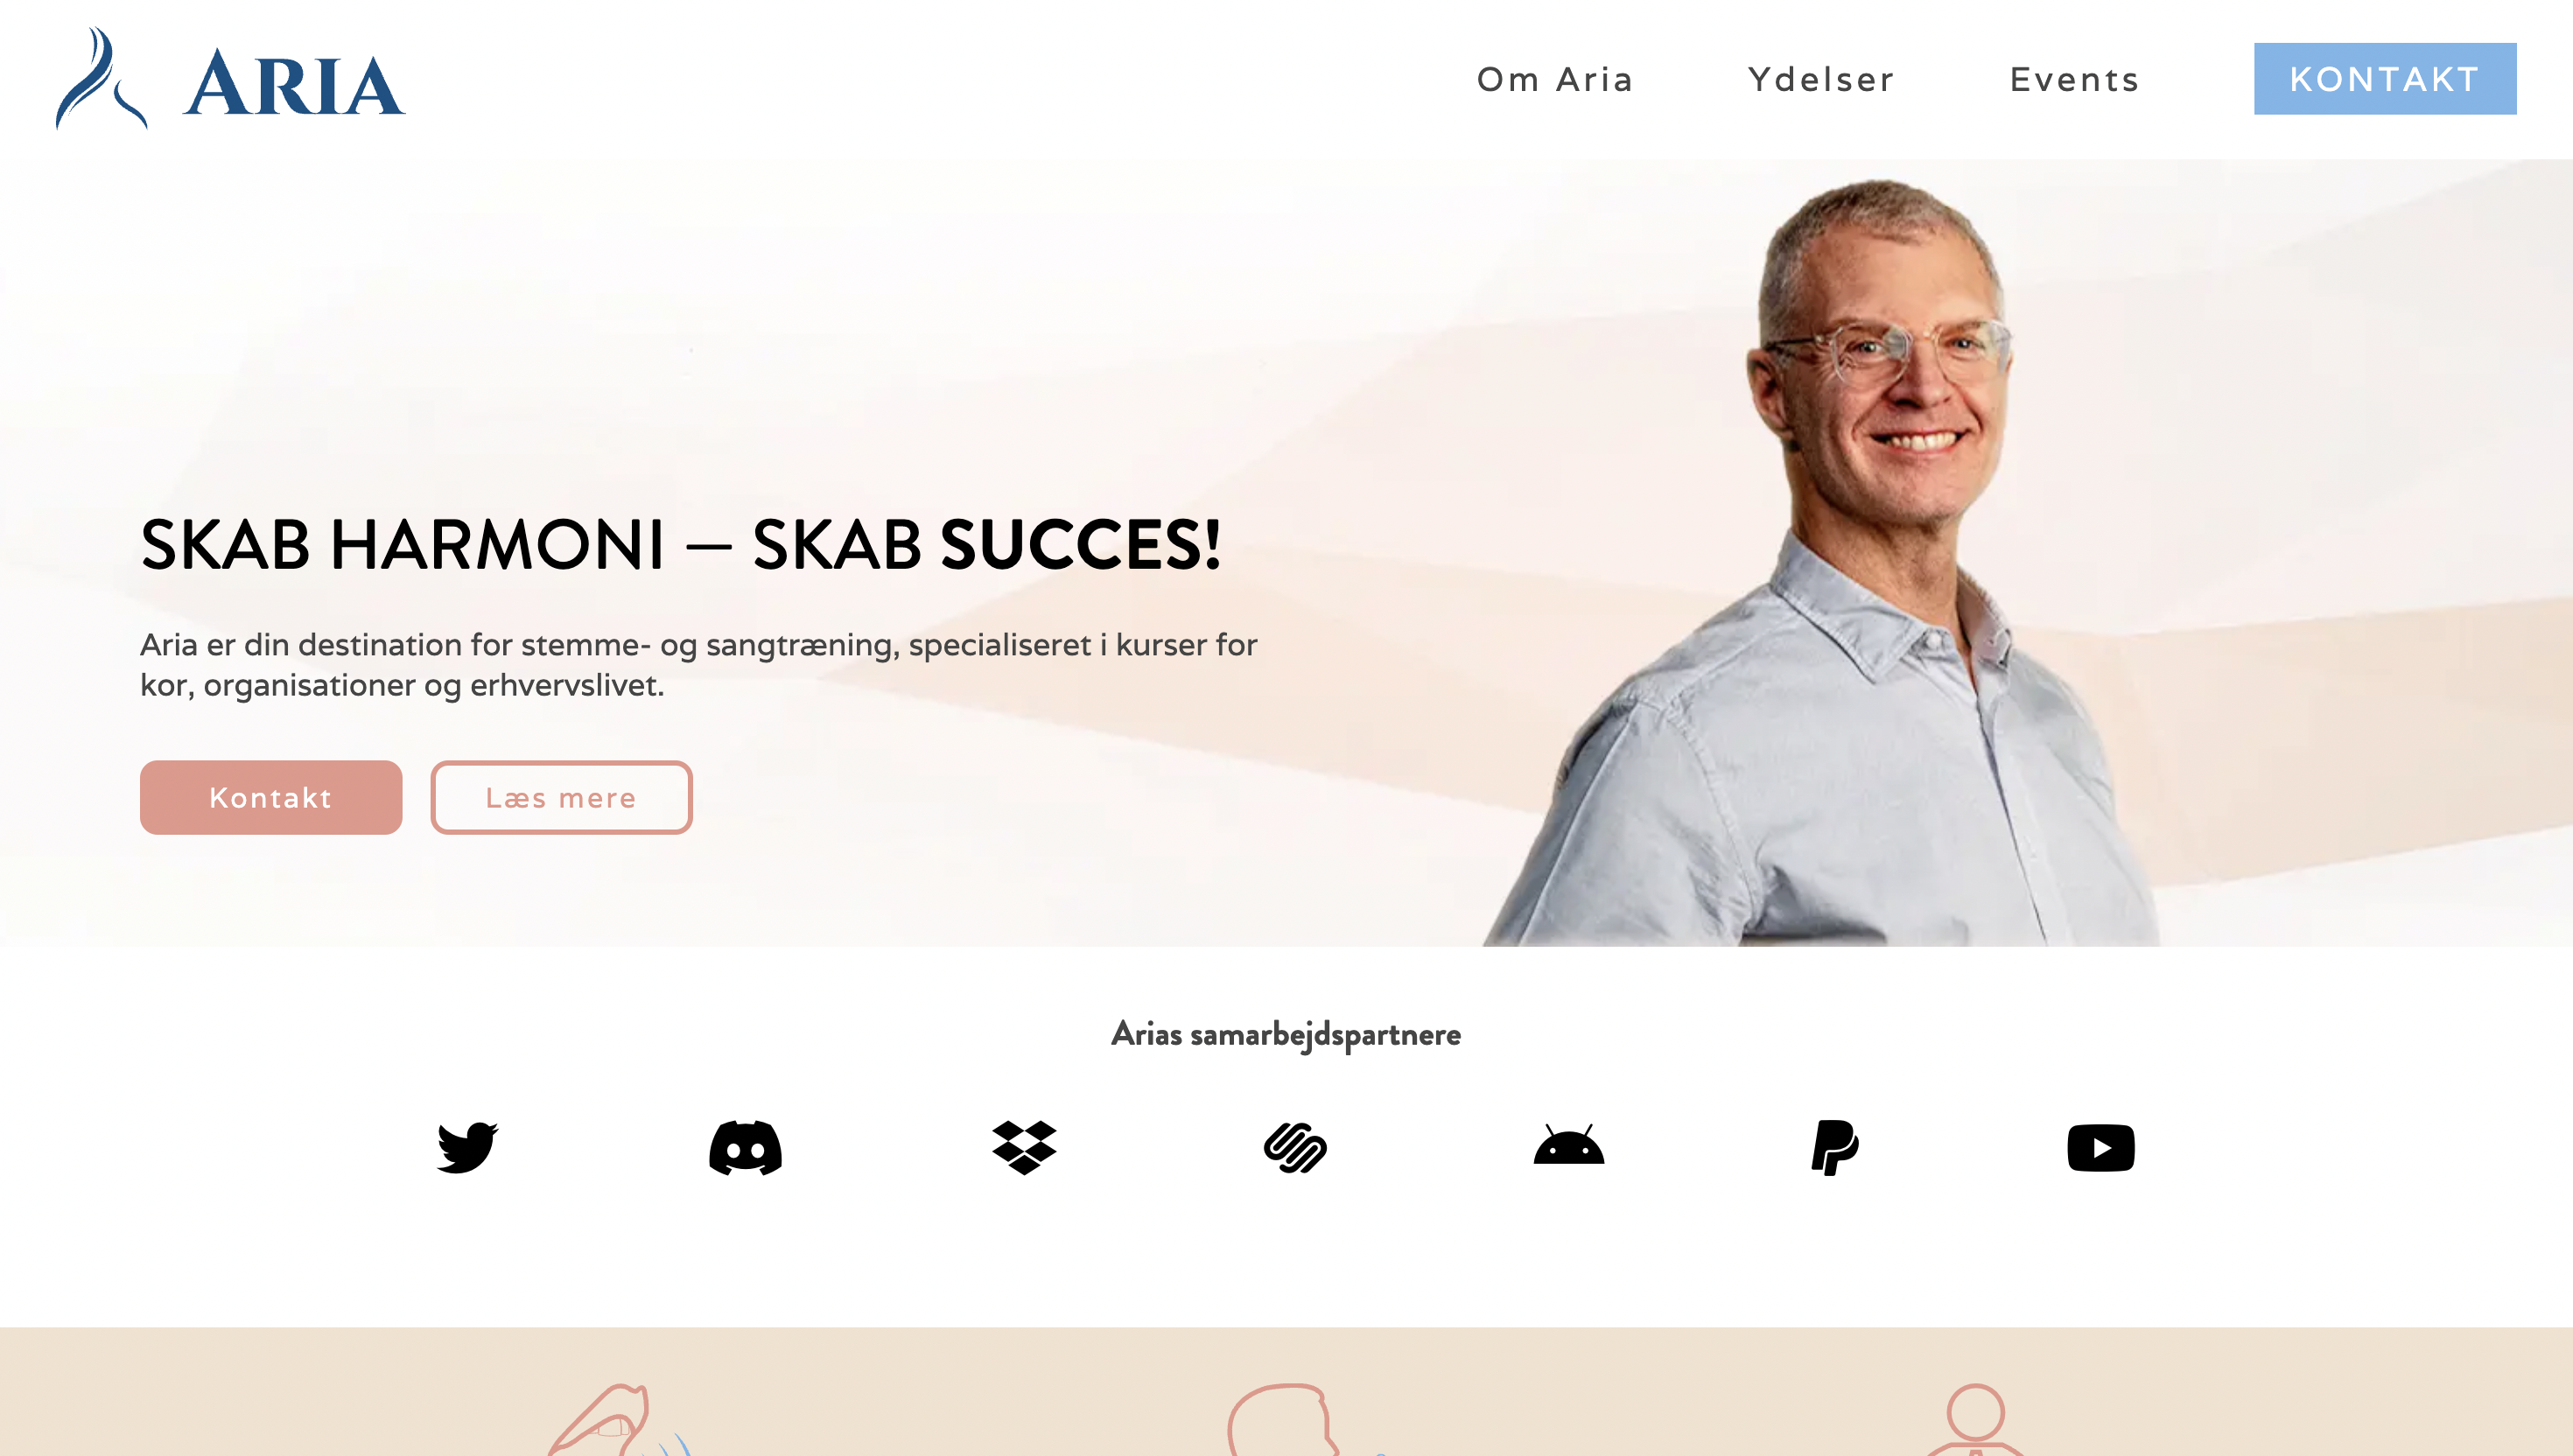 ARIA
Om Aria
Ydelser
Events
KONTAKT
SKAB HARMONI — SKAB SUCCES!
Aria er din destination for stemme- og sangtræning, specialiseret i kurser for
kor, organisationer og erhvervslivet.
Kontakt
Læs mere
Arias samarbejdspartnere